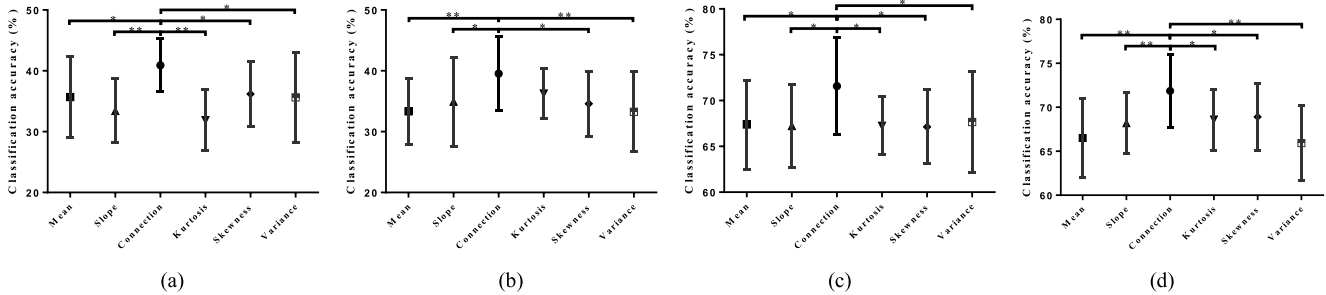 Classification accuracy (%)
50
40
30
20
*
*
*
**
**
Mean
Slope
Connection
Kurtosis
Skewness
Variance
(a)
Classification accuracy (%)
50
40
30
20
**
**
*
*
Mean
Slope
Connection
Kurtosis
Skewness
Variance
(b)
Classification accuracy (%)
80
75
70
65
60
*
*
*
*
*
Mean
Slope
Connection
Kurtosis
Skewness
Variance
(c)
Classification accuracy (%)
80
75
70
65
60
**
**
*
**
*
Mean
Slope
Connection
Kurtosis
Skewness
Variance
(d)